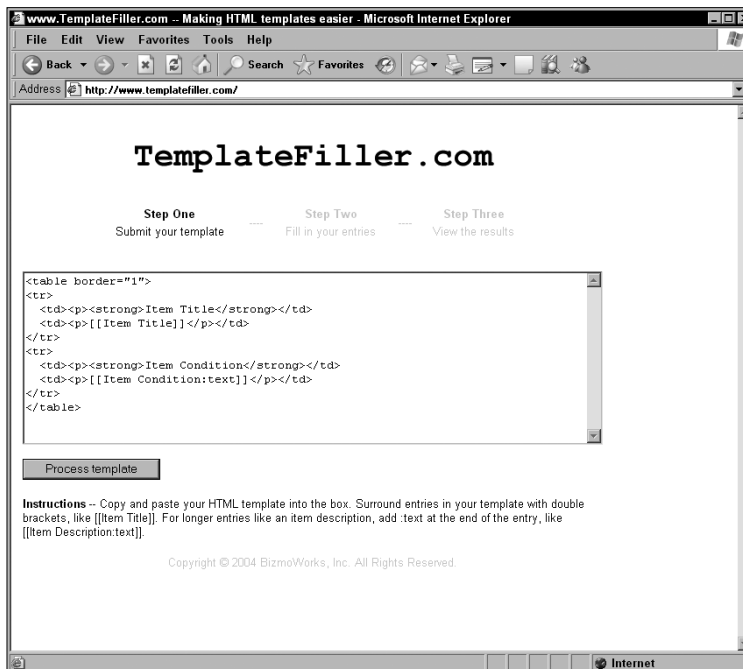 www.TemplateFiller.com -- Making HTML templates easier - Microsoft Internet Explorer
File Edit View Favorites Tools Help
Back Search Favorites
Address http://www.templatefiller.com/
TemplateFiller.com
Step One ---- Step Two ---- Step Three
Submit your template Fill in your entries View the results
<table border="1">
<tr>
  <td><p><strong>Item Title</strong></td>
  <td><p>[[Item Title]]</p></td>
</tr>
<tr>
  <td><p><strong>Item Condition</strong></td>
  <td><p>[[Item Condition:text]]</p></td>
</tr>
</table>
Process template
Instructions -- Copy and paste your HTML template into the box. Surround entries in your template with double
brackets, like [[Item Title]]. For longer entries like an item description, add :text at the end of the entry, like
[[Item Description:text]].
Copyright © 2004 BizmoWorks, Inc. All Rights Reserved.
Internet